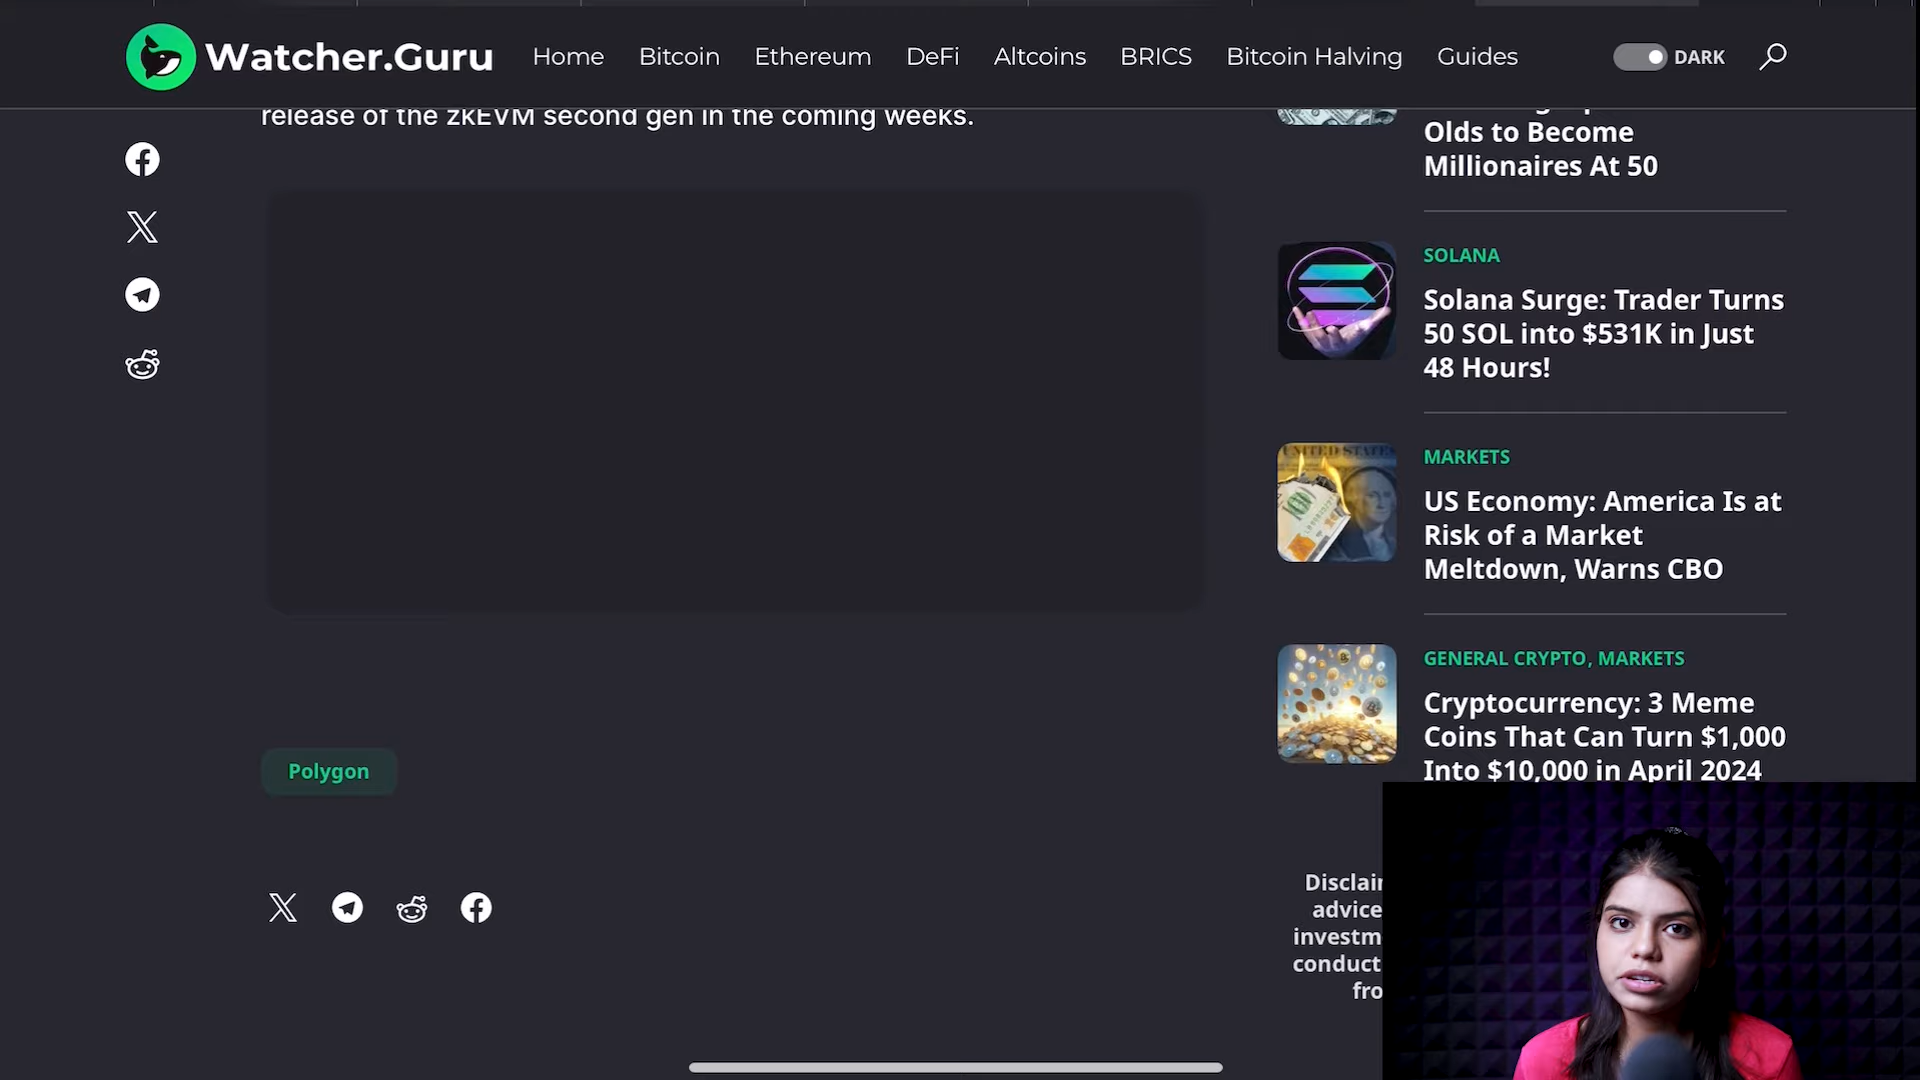 Watcher.Guru
Home Bitcoin Ethereum DeFi Altcoins BRICS Bitcoin Halving Guides DARK
release of the zkEVM second gen in the coming weeks.
Polygon
Olds to Become
Millionaires At 50
SOLANA
Solana Surge: Trader Turns
50 SOL into $531K in Just
48 Hours!
MARKETS
US Economy: America Is at
Risk of a Market
Meltdown, Warns CBO
GENERAL CRYPTO, MARKETS
Cryptocurrency: 3 Meme
Coins That Can Turn $1,000
Into $10,000 in April 2024
advice
conduct